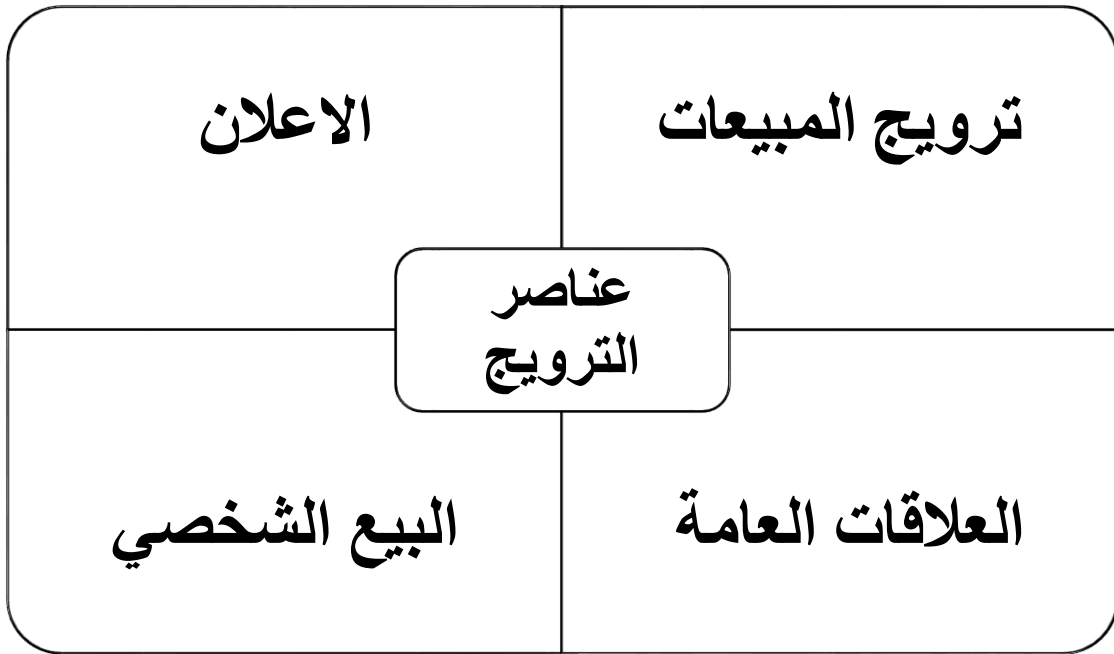 ترويج المبيعات
الاعلان
عناصر
الترويج
العلاقات العامة
البيع الشخصي